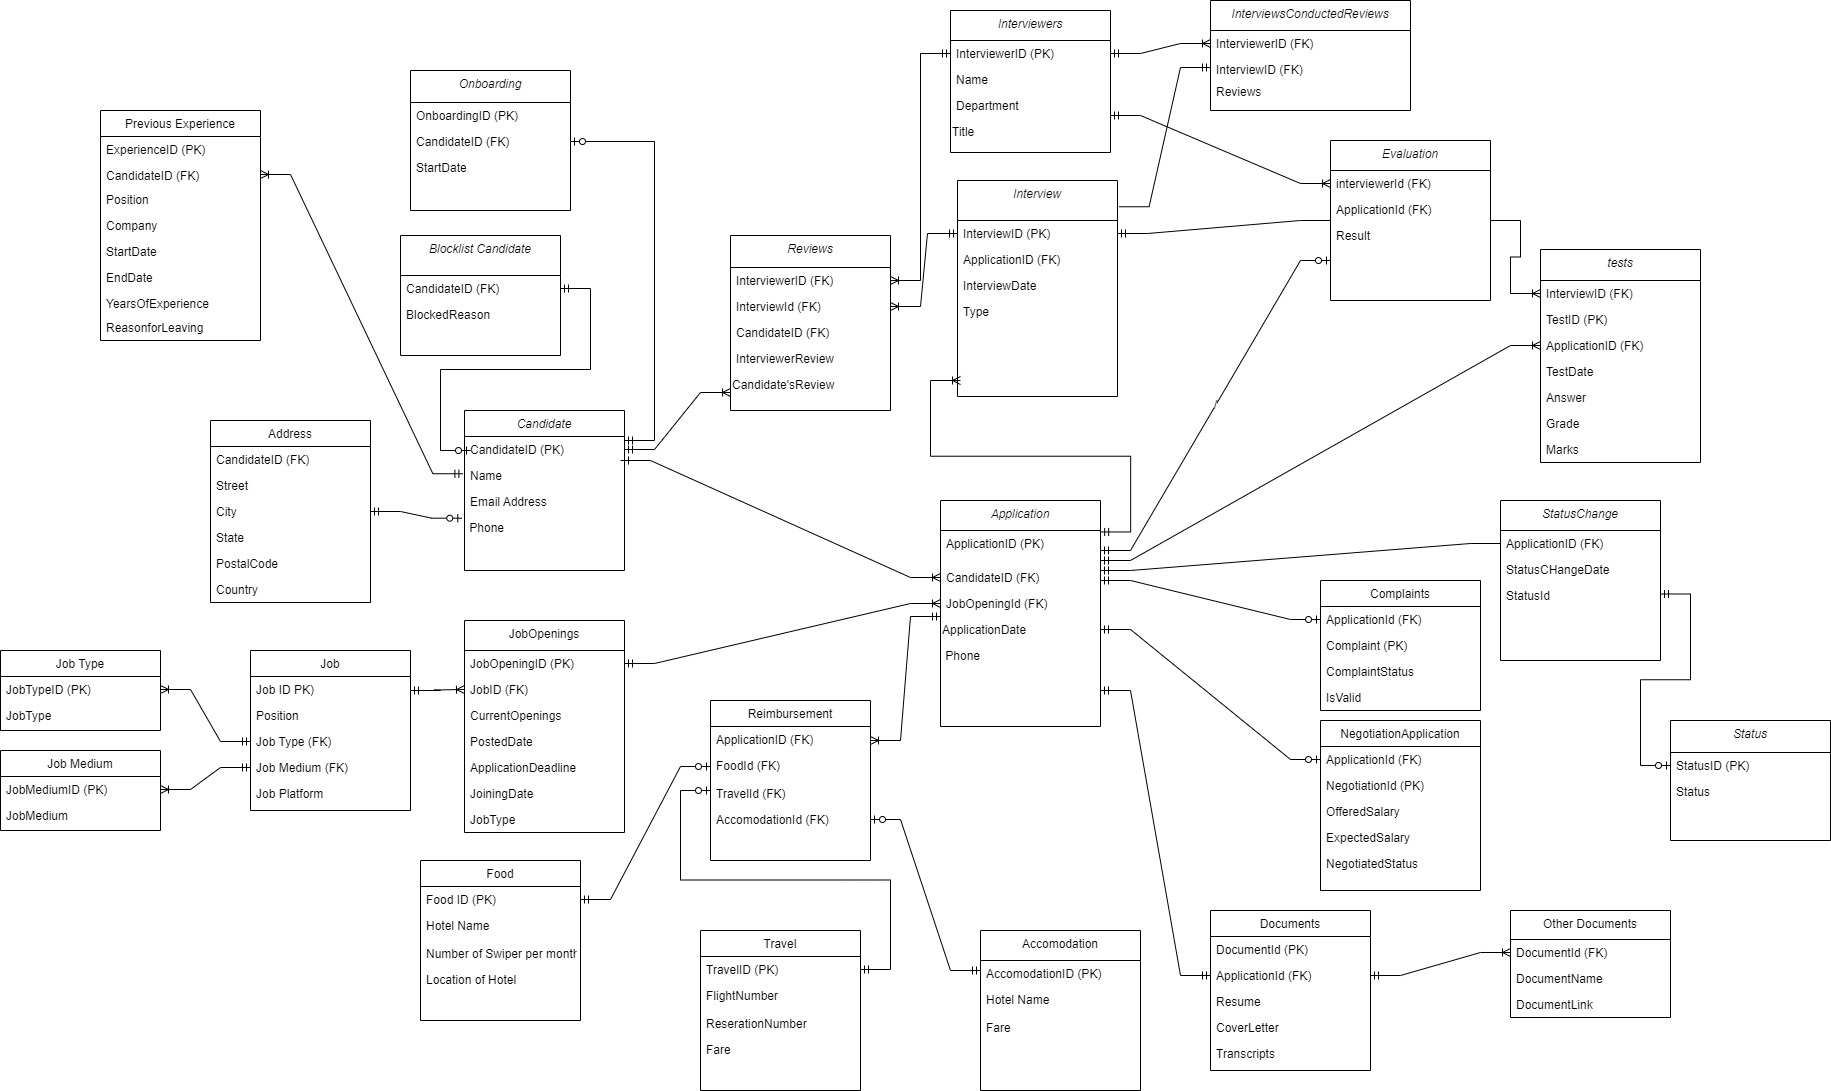 Interviewers
InterviewerID (PK)
Name
Department
Title
InterviewsConductedReviews
InterviewerID (FK)
InterviewID (FK)
Reviews
Onboarding
OnboardingID (PK)
CandidateID (FK)
StartDate
Previous Experience
ExperienceID (PK)
CandidateID (FK)
Position
Company
StartDate
EndDate
YearsOfExperience
ReasonforLeaving
Evaluation
interviewerId (FK)
ApplicationId (FK)
Result
Interview
InterviewID (PK)
ApplicationID (FK)
InterviewDate
Type
Blocklist Candidate
CandidateID (FK)
BlockedReason
Reviews
InterviewerID (FK)
InterviewId (FK)
CandidateID (FK)
InterviewerReview
Candidate'sReview
tests
InterviewID (FK)
TestID (PK)
ApplicationID (FK)
TestDate
Answer
Grade
Marks
Candidate
CandidateID (PK)
Name
Email Address
Phone
Address
CandidateID (FK)
Street
City
State
PostalCode
Country
Application
ApplicationID (PK)
CandidateID (FK)
JobOpeningId (FK)
ApplicationDate
Phone
StatusChange
ApplicationID (FK)
StatusCHangeDate
StatusId
Complaints
ApplicationId (FK)
Complaint (PK)
ComplaintStatus
IsValid
JobOpenings
JobOpeningID (PK)
JobID (FK)
CurrentOpenings
PostedDate
ApplicationDeadline
JoiningDate
JobType
Job Type
JobTypeID (PK)
JobType
Job
Job ID PK)
Position
Job Type (FK)
Job Medium (FK)
Job Platform
Job Medium
JobMediumID (PK)
JobMedium
Reimbursement
ApplicationID (FK)
FoodId (FK)
TravelId (FK)
AccomodationId (FK)
NegotiationApplication
ApplicationId (FK)
NegotiationId (PK)
OfferedSalary
ExpectedSalary
NegotiatedStatus
Status
StatusID (PK)
Status
Food
Food ID (PK)
Hotel Name
Number of Swiper per month
Location of Hotel
Travel
TravelID (PK)
FlightNumber
ReserationNumber
Fare
Accomodation
AccomodationID (PK)
Hotel Name
Fare
Documents
DocumentId (PK)
ApplicationId (FK)
Resume
CoverLetter
Transcripts
Other Documents
DocumentId (FK)
DocumentName
DocumentLink